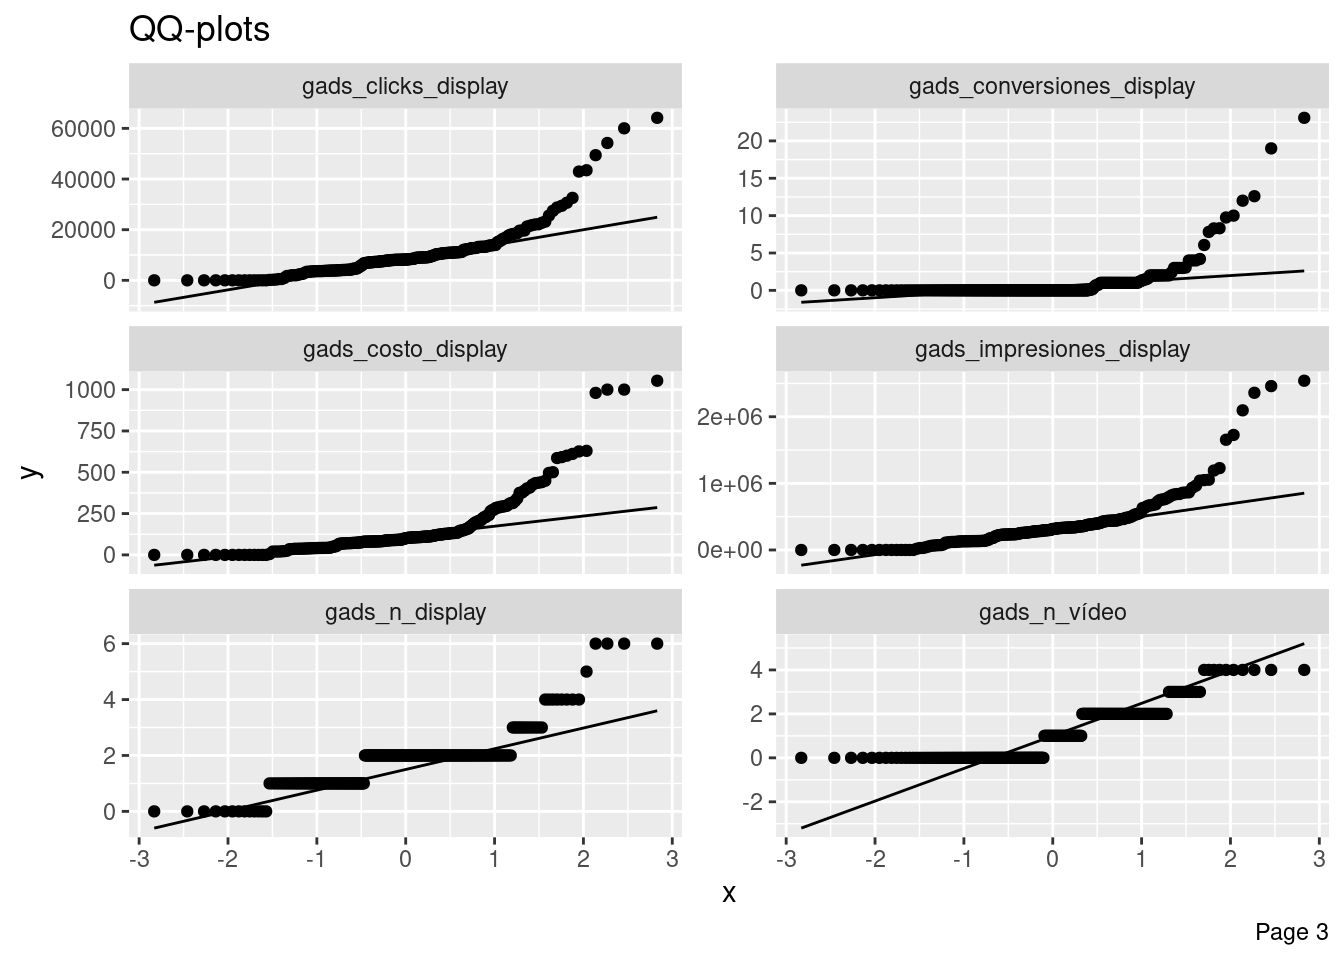 QQ-plots
gads_clicks_display
gads_conversiones_display
60000
40000
20000
0
20
15
10
5
0
gads_costo_display
gads_impresiones_display
1000
750
500
250
0
2e+06
1e+06
0e+00
y
gads_n_display
gads_n_vídeo
6
4
2
0
4
2
0
-2
-3 -2 -1 0 1 2 3
-3 -2 -1 0 1 2 3
x
Page 3